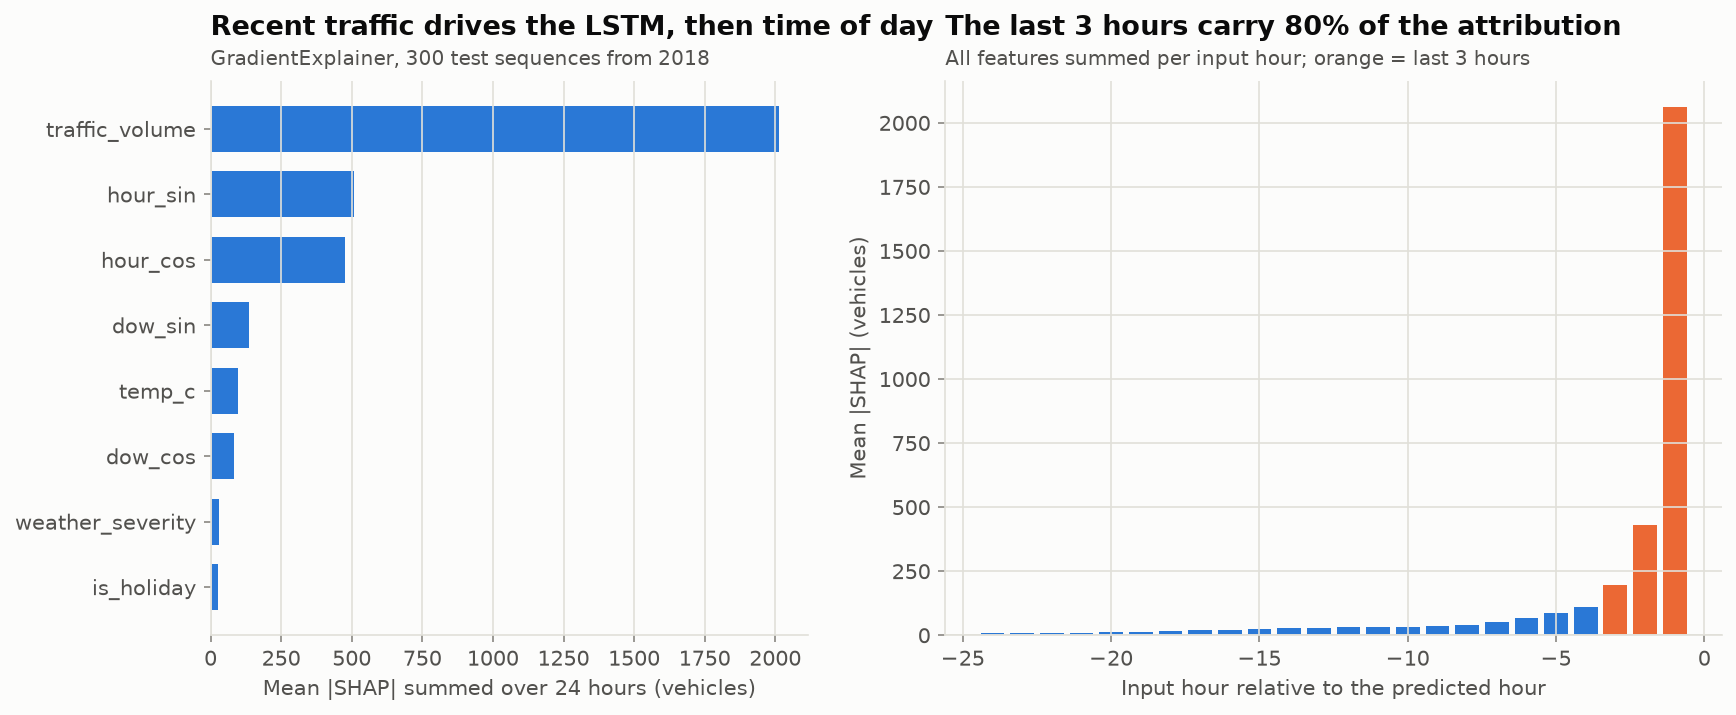 Recent traffic drives the LSTM, then time of day
GradientExplainer, 300 test sequences from 2018
traffic_volume
hour_sin
hour_cos
dow_sin
temp_c
dow_cos
weather_severity
is_holiday
0 250 500 750 1000 1250 1500 1750 2000
Mean |SHAP| summed over 24 hours (vehicles)
The last 3 hours carry 80% of the attribution
All features summed per input hour; orange = last 3 hours
Mean |SHAP| (vehicles)
2000
1750
1500
1250
1000
750
500
250
0
−25 −20 −15 −10 −5 0
Input hour relative to the predicted hour